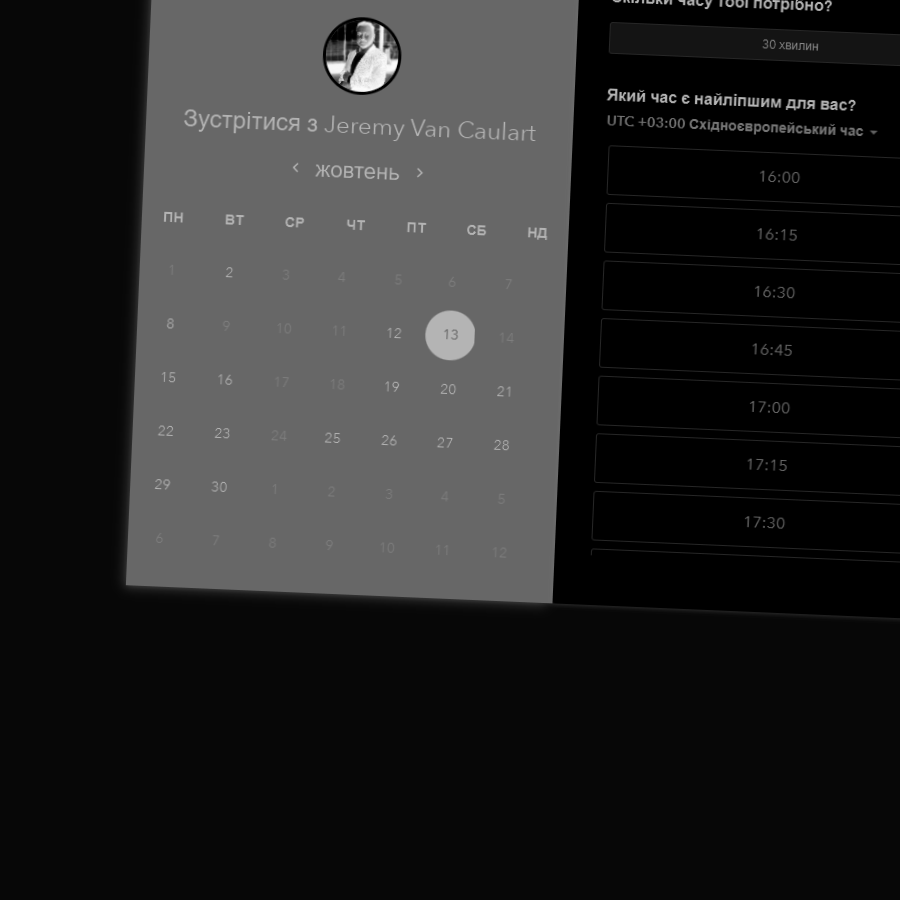 Зустрітися з Jeremy Van Caulart
‹ жовтень ›
ПН ВТ СР ЧТ ПТ СБ НД
1 2 3 4 5 6 7
8 9 10 11 12 13 14
15 16 17 18 19 20 21
22 23 24 25 26 27 28
29 30 1 2 3 4 5
6 7 8 9 10 11 12
Скільки часу тобі потрібно?
30 хвилин
Який час є найліпшим для вас?
UTC +03:00 Східноєвропейський час
16:00
16:15
16:30
16:45
17:00
17:15
17:30